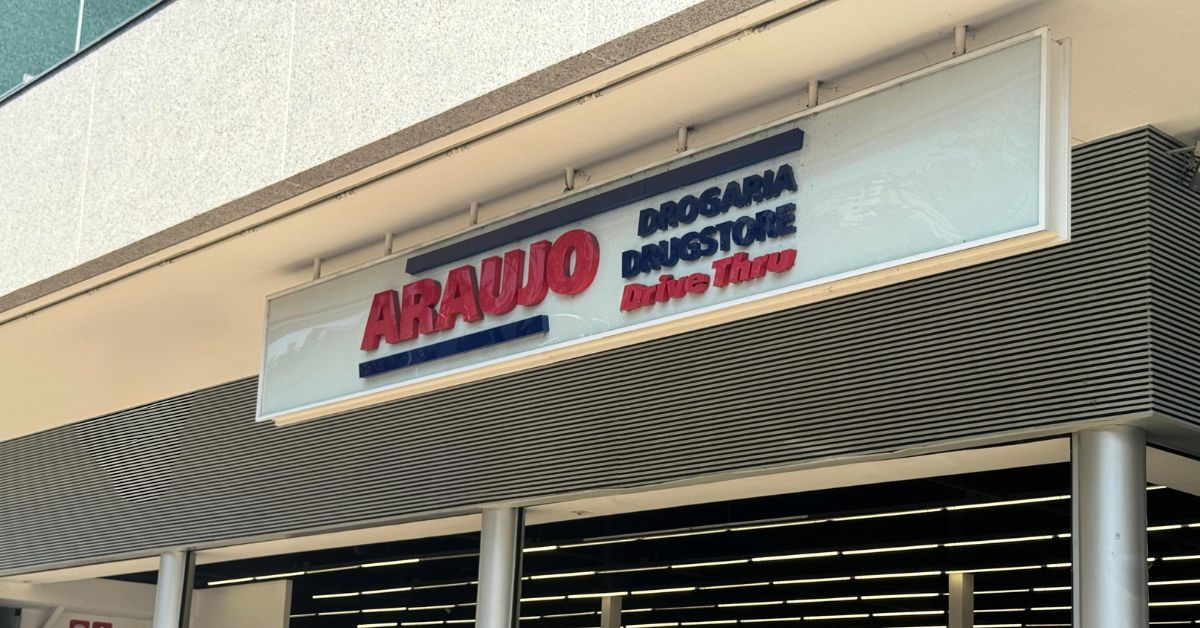 ARAUJO
DROGARIA
DRUGSTORE
Drive Thru